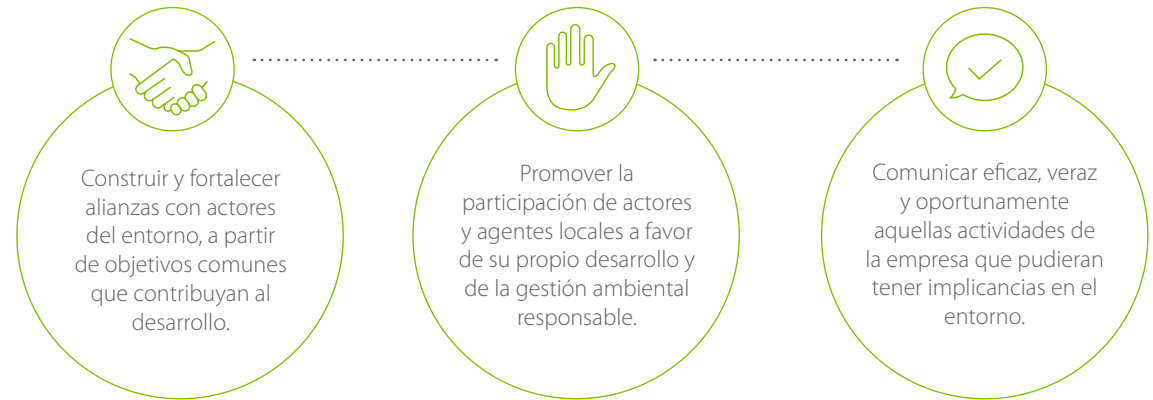 Construir y fortalecer
alianzas con actores
del entorno, a partir
de objetivos comunes
que contribuyan al
desarrollo.
Promover la
participación de actores
y agentes locales a favor
de su propio desarrollo y
de la gestión ambiental
responsable.
Comunicar eficaz, veraz
y oportunamente
aquellas actividades de
la empresa que pudieran
tener implicancias en el
entorno.